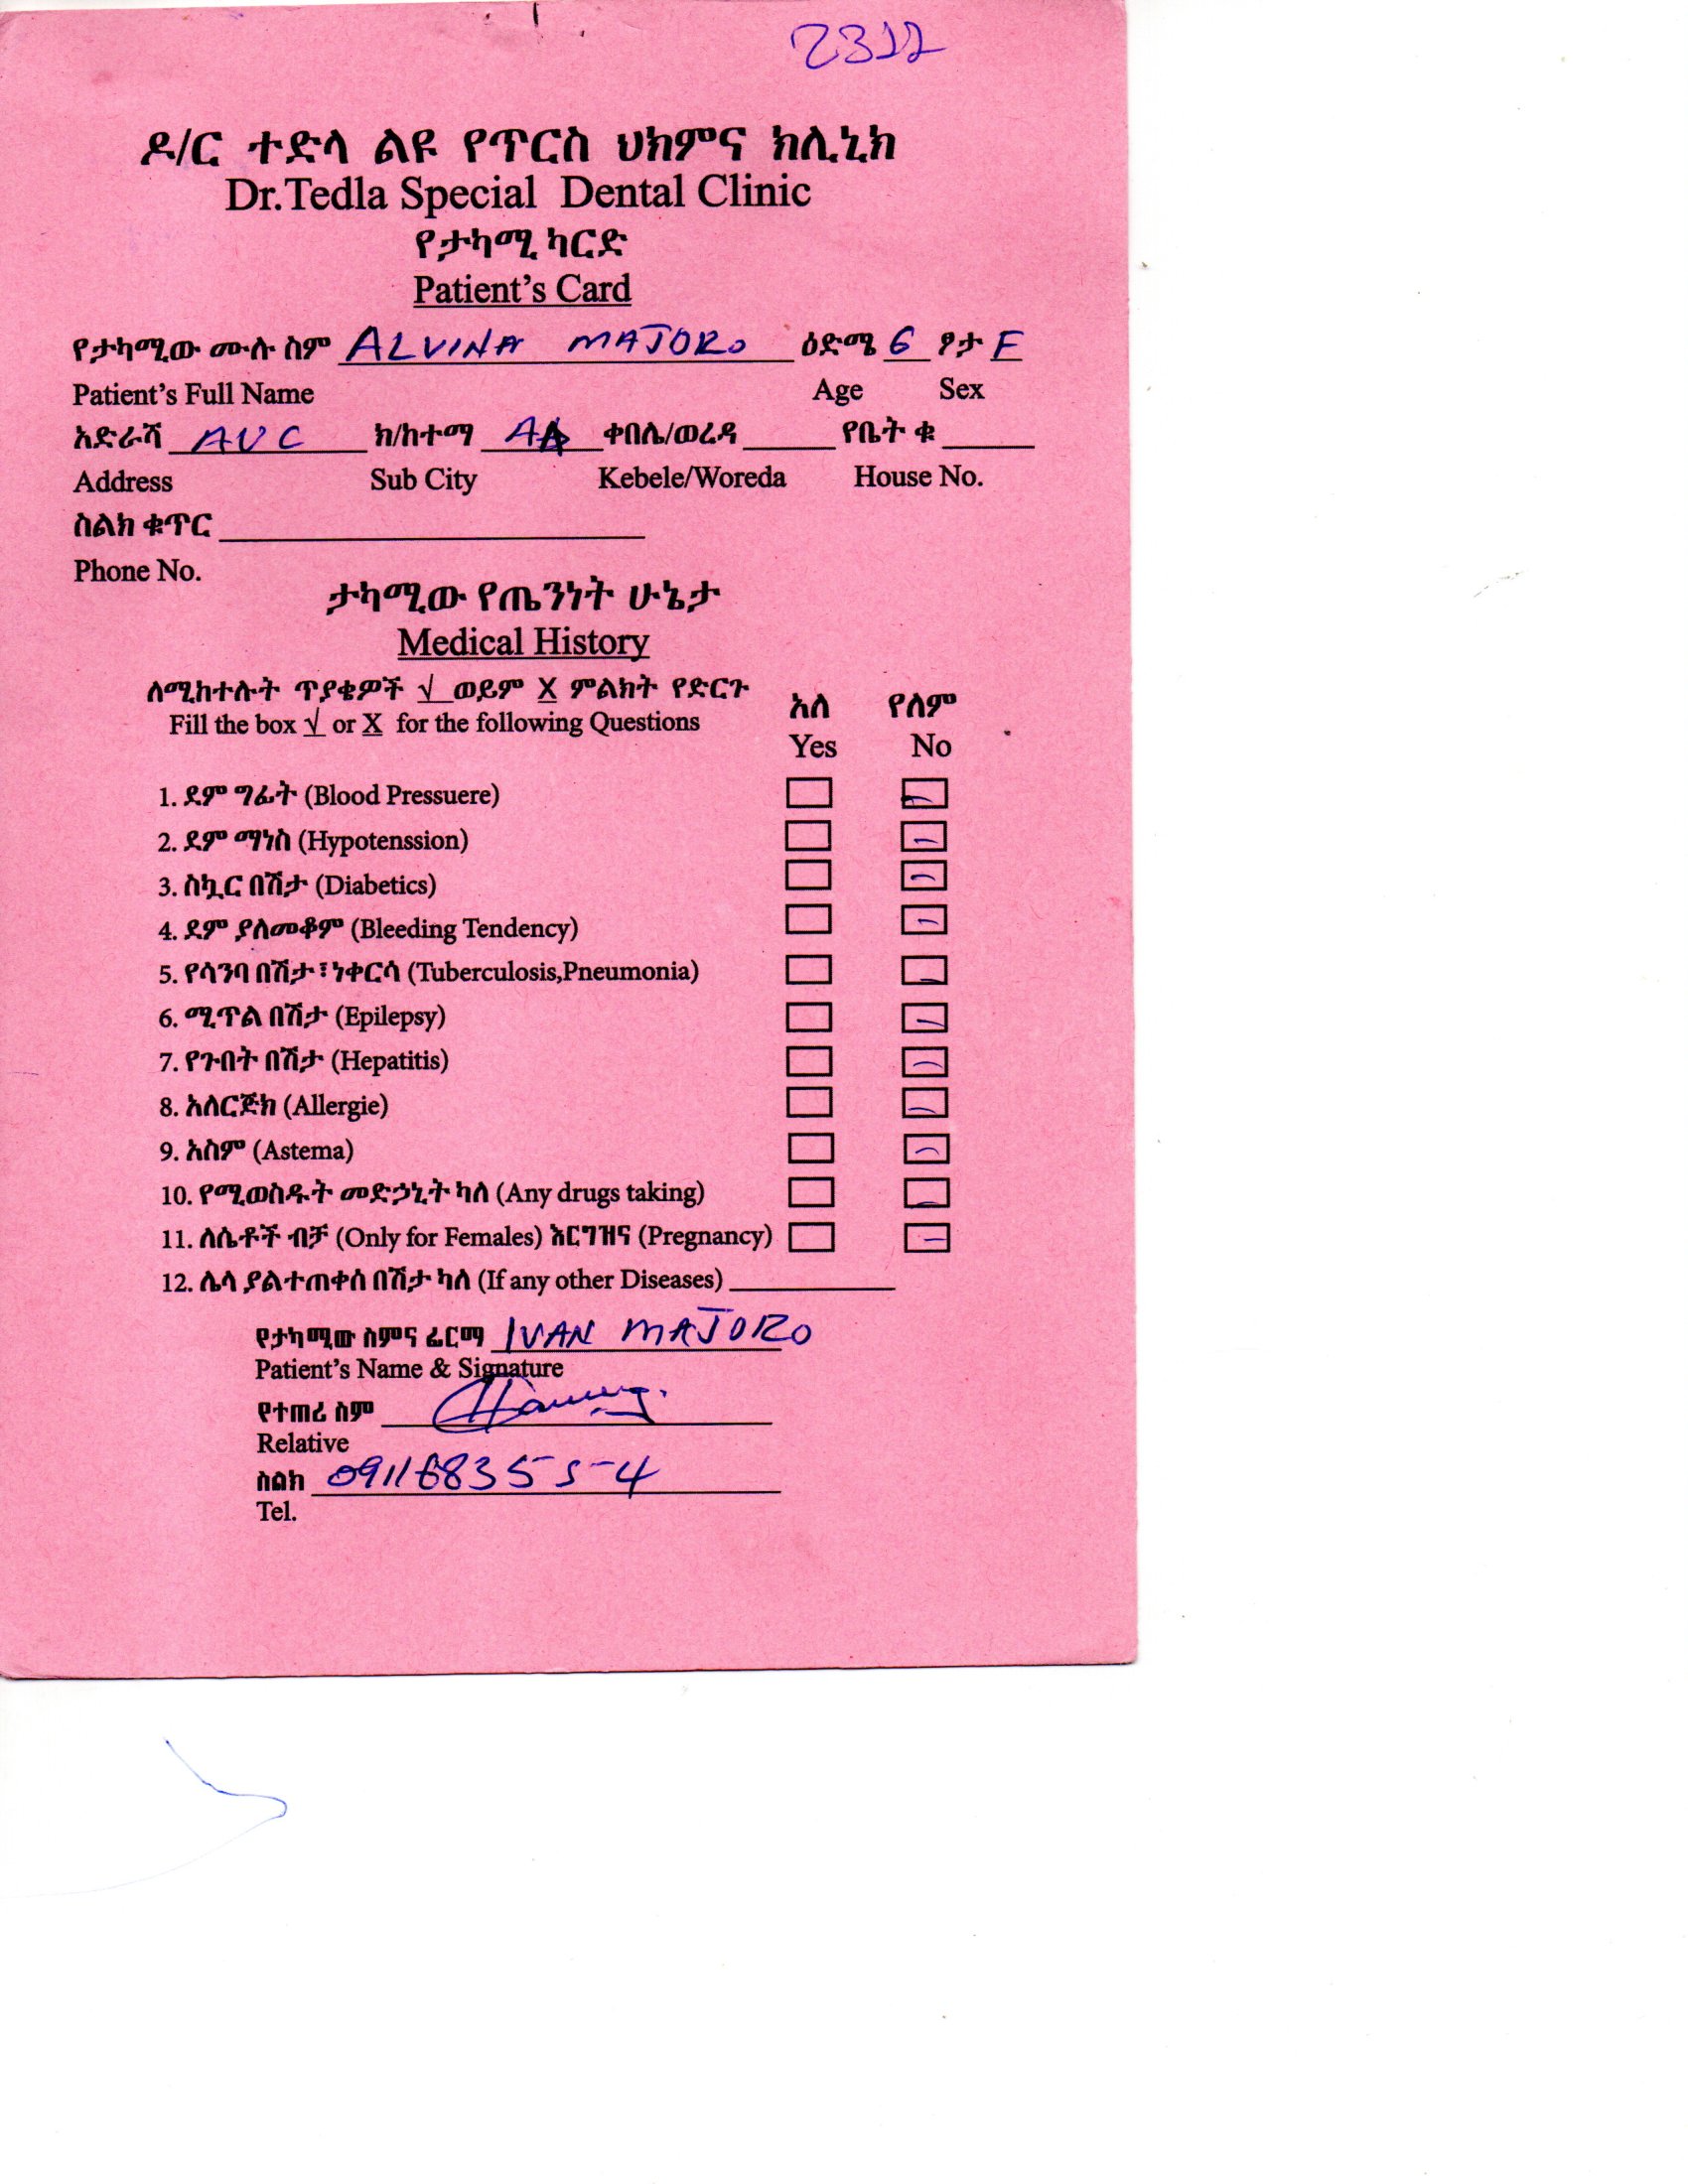 2322
ዶ/ር ተድላ ልዩ የጥርስ ህክምና ክሊኒክ
Dr.Tedla Special Dental Clinic
የታካሚ ካርድ
Patient's Card
የታካሚው ሙሉ ስም ALVINA MAJORO ዕድሜ 6 ፆታ F
Patient's Full Name Age Sex
አድራሻ AUC ክ/ከተማ AA ቀበሌ/ወረዳ የቤት ቁ
Address Sub City Kebele/Woreda House No.
ስልክ ቁጥር
Phone No.
ታካሚው የጤንነት ሁኔታ
Medical History
ለሚከተሉት ጥያቄዎች √ ወይም X ምልክት የድርጉ አለ የለም
Fill the box √ or X for the following Questions Yes No
1. ደም ግፊት (Blood Pressuere)
2. ደም ማነስ (Hypotenssion)
3. ስኳር በሽታ (Diabetics)
4. ደም ያለመቆም (Bleeding Tendency)
5. የሳንባ በሽታ፣ነቀርሳ (Tuberculosis,Pneumonia)
6. ሚጥል በሽታ (Epilepsy)
7. የጉበት በሽታ (Hepatitis)
8. አለርጅክ (Allergie)
9. አስም (Astema)
10. የሚወስዱት መድኃኒት ካለ (Any drugs taking)
11. ለሴቶች ብቻ (Only for Females) እርግዝና (Pregnancy)
12. ሌላ ያልተጠቀሰ በሽታ ካለ (If any other Diseases)
የታካሚው ስምና ፊርማ IVAN MAJORO
Patient's Name & Signature
የተጠሪ ስም
Relative
ስልክ 0911683554
Tel.